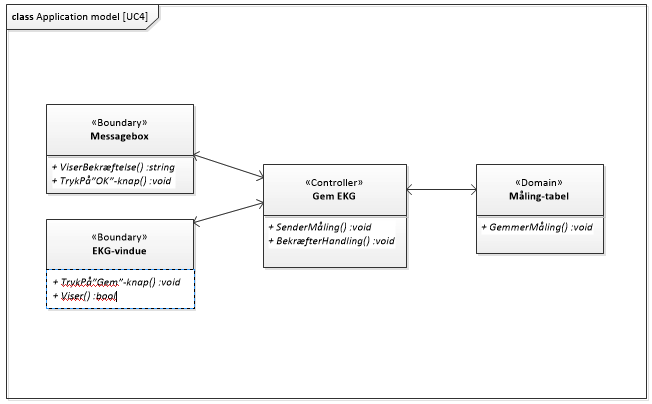 class Application model [UC4]
«Boundary»
Messagebox
+ ViserBekræftelse() :string
+ TrykPå"OK"-knap() :void
«Boundary»
EKG-vindue
+ TrykPå"Gem"-knap() :void
+ Viser() :bool
«Controller»
Gem EKG
+ SenderMåling() :void
+ BekræfterHandling() :void
«Domain»
Måling-tabel
+ GemmerMåling() :void